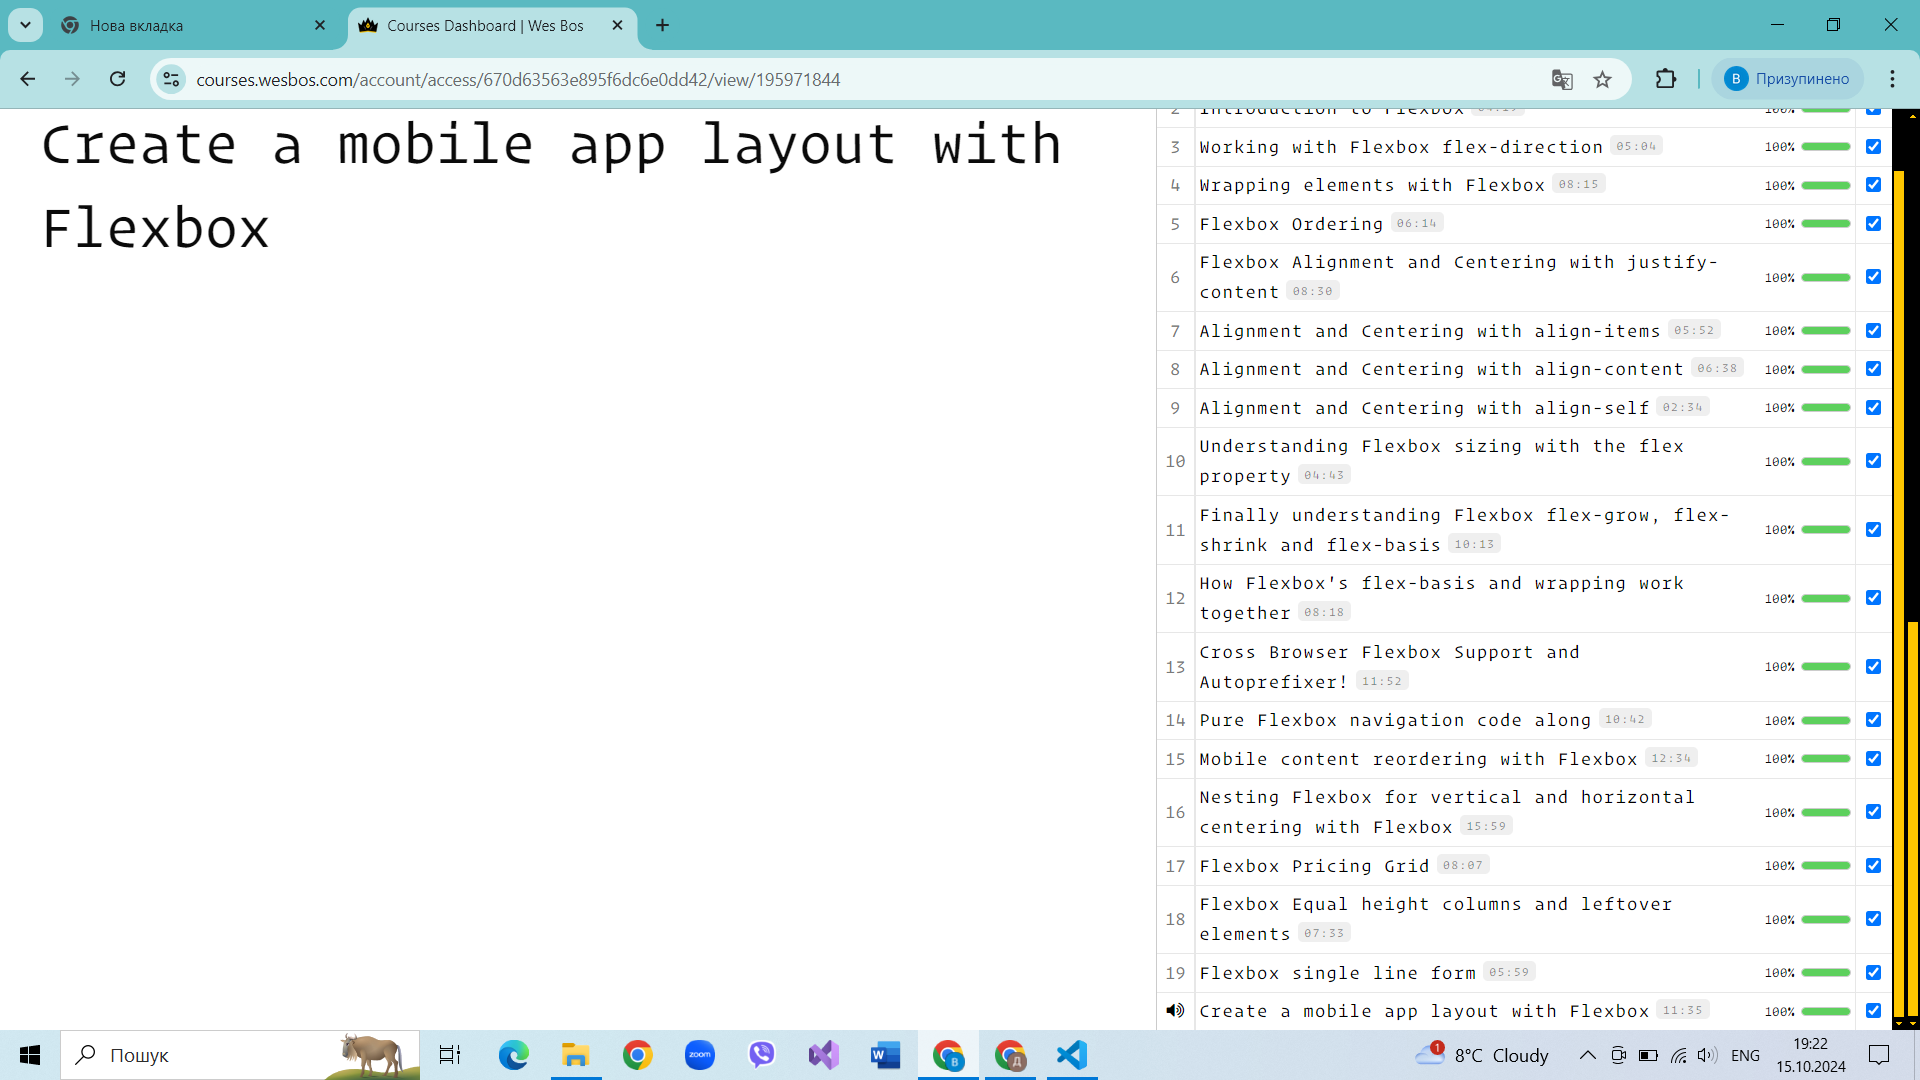 Нова вкладка
Courses Dashboard | Wes Bos
courses.wesbos.com/account/access/670d63563e895f6dc6e0dd42/view/195971844
B Призупинено
Create a mobile app layout with
Flexbox
2 Introduction to Flexbox 100%
3 Working with Flexbox flex-direction 05:04 100%
4 Wrapping elements with Flexbox 08:15 100%
5 Flexbox Ordering 06:14 100%
6 Flexbox Alignment and Centering with justify-
content 08:30 100%
7 Alignment and Centering with align-items 05:52 100%
8 Alignment and Centering with align-content 06:38 100%
9 Alignment and Centering with align-self 02:34 100%
10 Understanding Flexbox sizing with the flex
property 04:43 100%
11 Finally understanding Flexbox flex-grow, flex-
shrink and flex-basis 10:13 100%
12 How Flexbox's flex-basis and wrapping work
together 08:18 100%
13 Cross Browser Flexbox Support and
Autoprefixer! 11:52 100%
14 Pure Flexbox navigation code along 10:42 100%
15 Mobile content reordering with Flexbox 12:34 100%
16 Nesting Flexbox for vertical and horizontal
centering with Flexbox 15:59 100%
17 Flexbox Pricing Grid 08:07 100%
18 Flexbox Equal height columns and leftover
elements 07:33 100%
19 Flexbox single line form 05:59 100%
Create a mobile app layout with Flexbox 11:35 100%
Пошук
zoom
W
B
Д
1
8°C Cloudy
ENG
19:22
15.10.2024